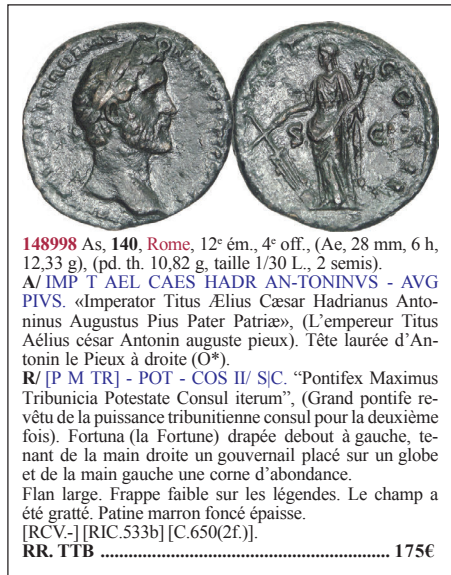 S C
148998 As, 140, Rome, 12e ém., 4e off., (Ae, 28 mm, 6 h,
12,33 g), (pd. th. 10,82 g, taille 1/30 L., 2 semis).
A/ IMP T AEL CAES HADR AN-TONINVS - AVG
PIVS. «Imperator Titus Ælius Cæsar Hadrianus Anto-
ninus Augustus Pius Pater Patriæ», (L'empereur Titus
Aélius césar Antonin auguste pieux). Tête laurée d'An-
tonin le Pieux à droite (O*).
R/ [P M TR] - POT - COS II/ S|C. “Pontifex Maximus
Tribunicia Potestate Consul iterum”, (Grand pontife re-
vêtu de la puissance tribunitienne consul pour la deuxième
fois). Fortuna (la Fortune) drapée debout à gauche, te-
nant de la main droite un gouvernail placé sur un globe
et de la main gauche une corne d'abondance.
Flan large. Frappe faible sur les légendes. Le champ a
été gratté. Patine marron foncé épaisse.
[RCV.-] [RIC.533b] [C.650(2f.)].
RR. TTB ........................................................ 175€